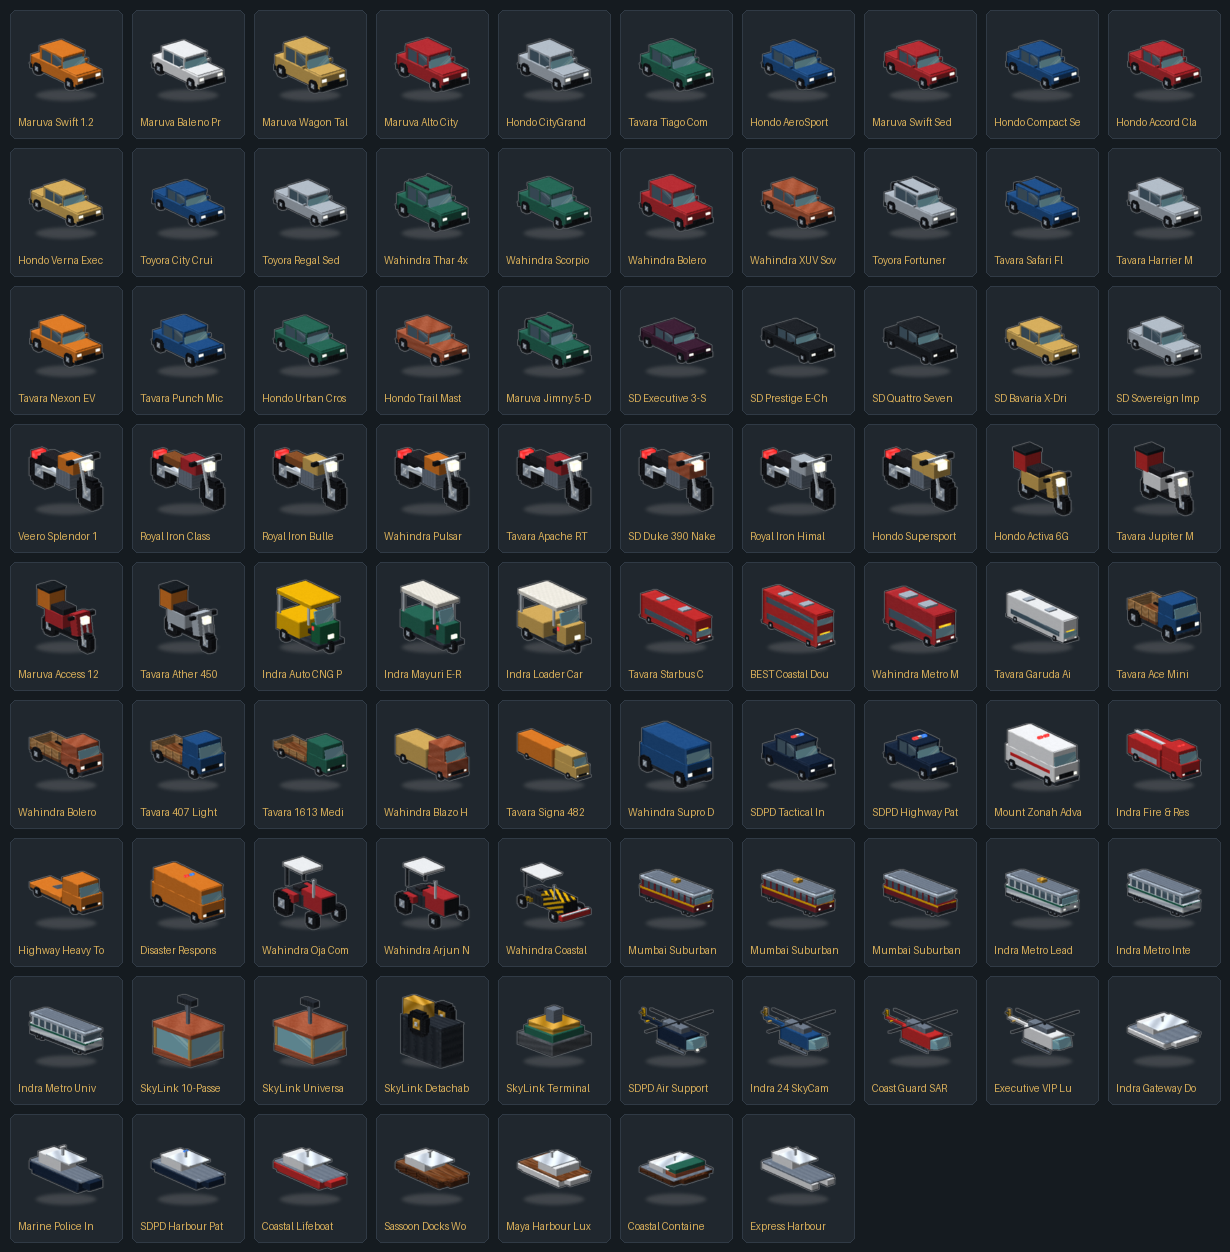 Maruva Swift 1.2
Maruva Baleno Pr
Maruva Wagon Tal
Maruva Alto City
Hondo CityGrand
Tavara Tiago Com
Hondo AeroSport
Maruva Swift Sed
Hondo Compact Se
Hondo Accord Cla
Hondo Verna Exec
Toyora City Crui
Toyora Regal Sed
Wahindra Thar 4x
Wahindra Scorpio
Wahindra Bolero
Wahindra XUV Sov
Toyora Fortuner
Tavara Safari Fl
Tavara Harrier M
Tavara Nexon EV
Tavara Punch Mic
Hondo Urban Cros
Hondo Trail Mast
Maruva Jimny 5-D
SD Executive 3-S
SD Prestige E-Ch
SD Quattro Seven
SD Bavaria X-Dri
SD Sovereign Imp
Veero Splendor 1
Royal Iron Class
Royal Iron Bulle
Wahindra Pulsar
Tavara Apache RT
SD Duke 390 Nake
Royal Iron Himal
Hondo Supersport
Hondo Activa 6G
Tavara Jupiter M
Maruva Access 12
Tavara Ather 450
Indra Auto CNG P
Indra Mayuri E-R
Indra Loader Car
Tavara Starbus C
BEST Coastal Dou
Wahindra Metro M
Tavara Garuda Ai
Tavara Ace Mini
Wahindra Bolero
Tavara 407 Light
Tavara 1613 Medi
Wahindra Blazo H
Tavara Signa 482
Wahindra Supro D
SDPD Tactical In
SDPD Highway Pat
Mount Zonah Adva
Indra Fire & Res
Highway Heavy To
Disaster Respons
Wahindra Oja Com
Wahindra Arjun N
Wahindra Coastal
Mumbai Suburban
Mumbai Suburban
Mumbai Suburban
Indra Metro Lead
Indra Metro Inte
Indra Metro Univ
SkyLink 10-Passe
SkyLink Universa
SkyLink Detachab
SkyLink Terminal
SDPD Air Support
Indra 24 SkyCam
Coast Guard SAR
Executive VIP Lu
Indra Gateway Do
Marine Police In
SDPD Harbour Pat
Coastal Lifeboat
Sassoon Docks Wo
Maya Harbour Lux
Coastal Containe
Express Harbour